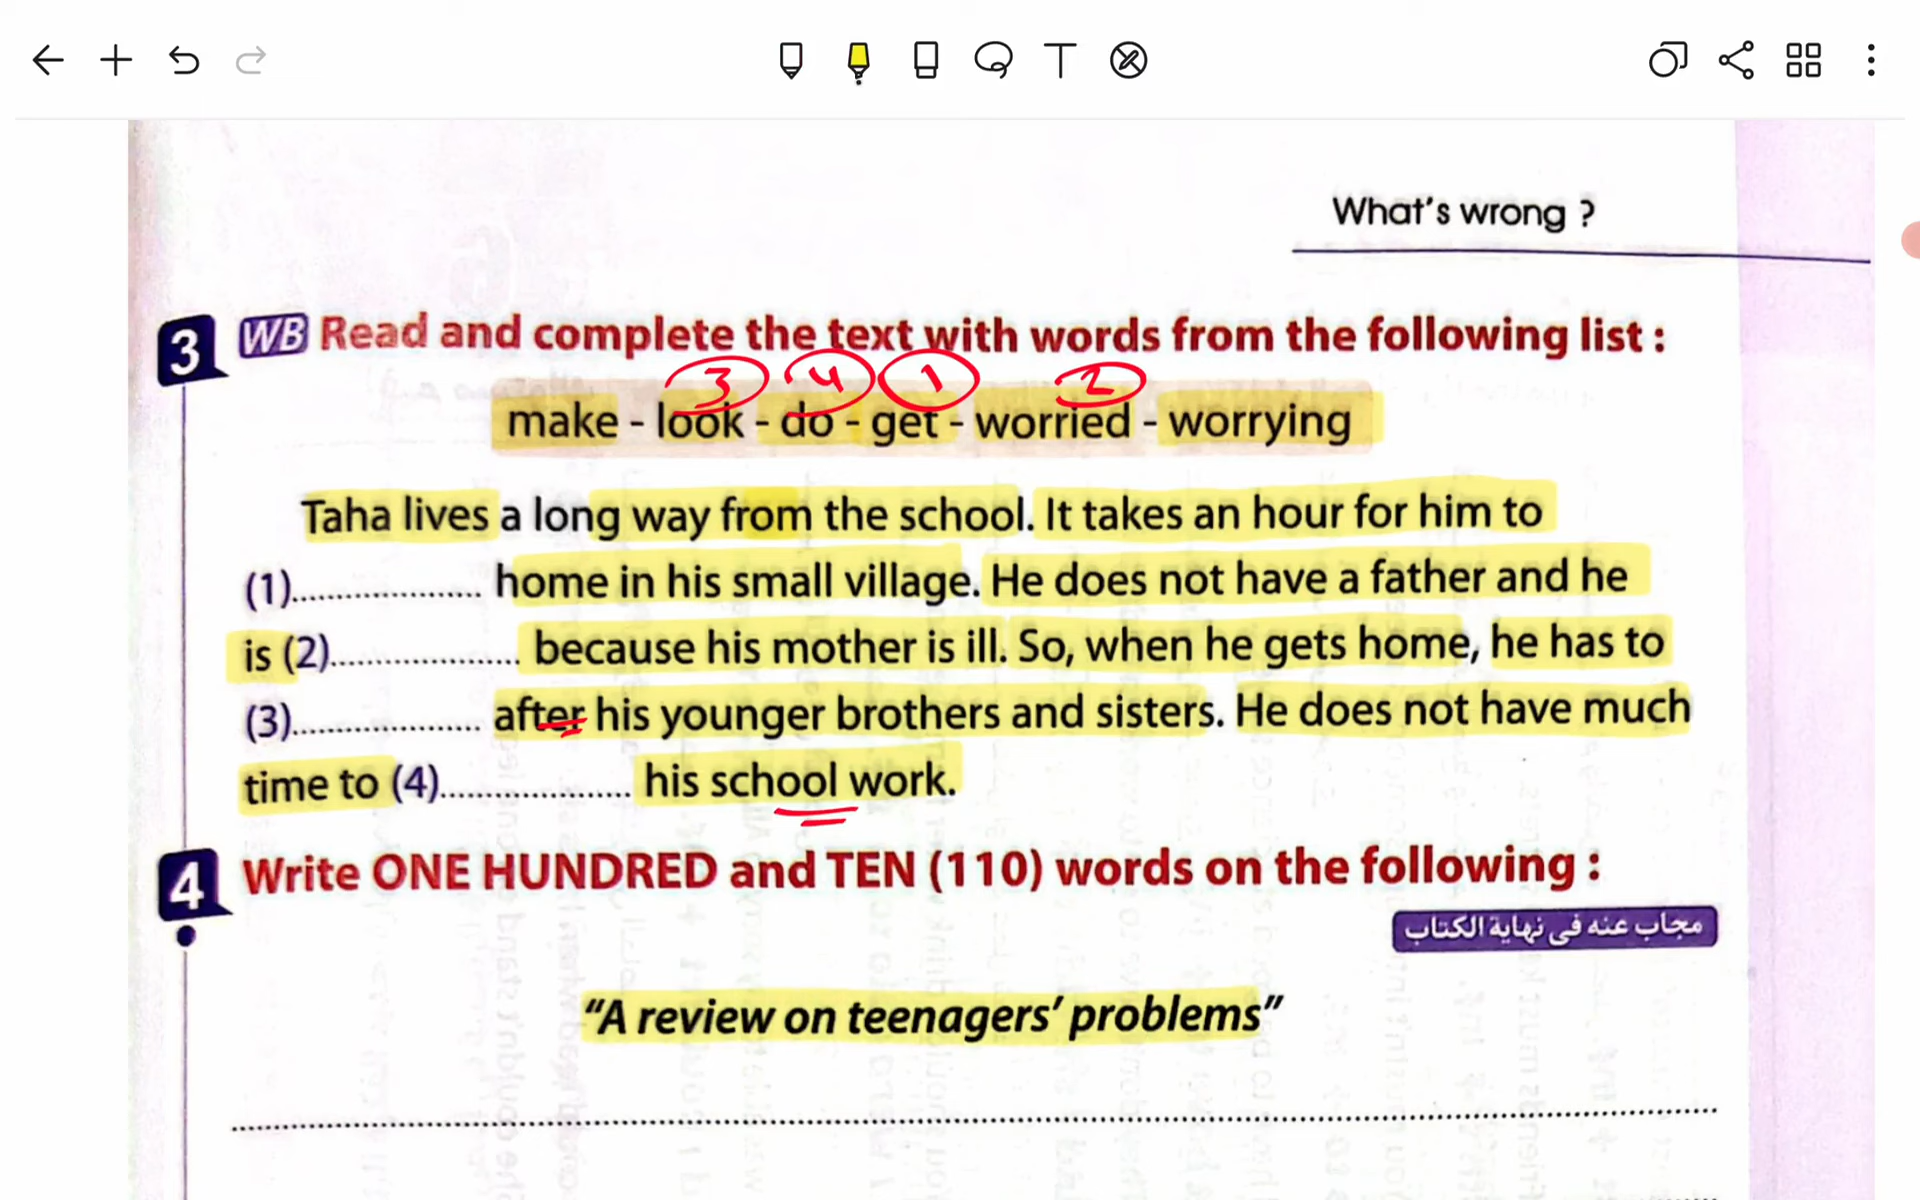 What's wrong ?
3 WB Read and complete the text with words from the following list :
3 4 1 2
make - look - do - get - worried - worrying
Taha lives a long way from the school. It takes an hour for him to
(1)..................... home in his small village. He does not have a father and he
is (2)..................... because his mother is ill. So, when he gets home, he has to
(3)..................... after his younger brothers and sisters. He does not have much
time to (4)..................... his school work.
4 Write ONE HUNDRED and TEN (110) words on the following :
مجاب عنه فى نهاية الكتاب
“A review on teenagers’ problems”